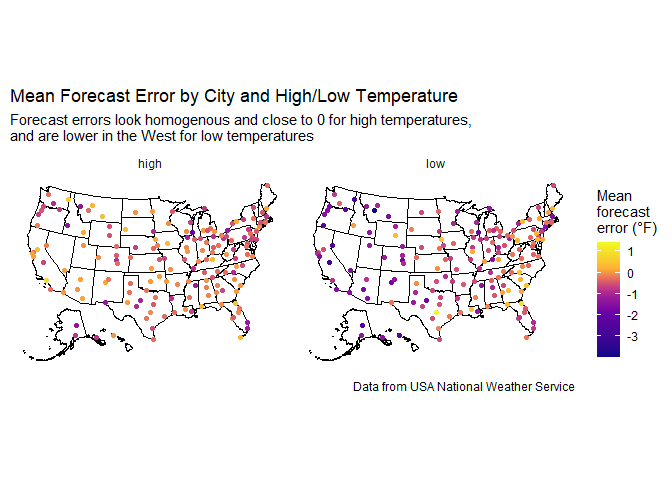 Mean Forecast Error by City and High/Low Temperature
Forecast errors look homogenous and close to 0 for high temperatures,
and are lower in the West for low temperatures
high
low
Mean
forecast
error (°F)
1
0
-1
-2
-3
Data from USA National Weather Service